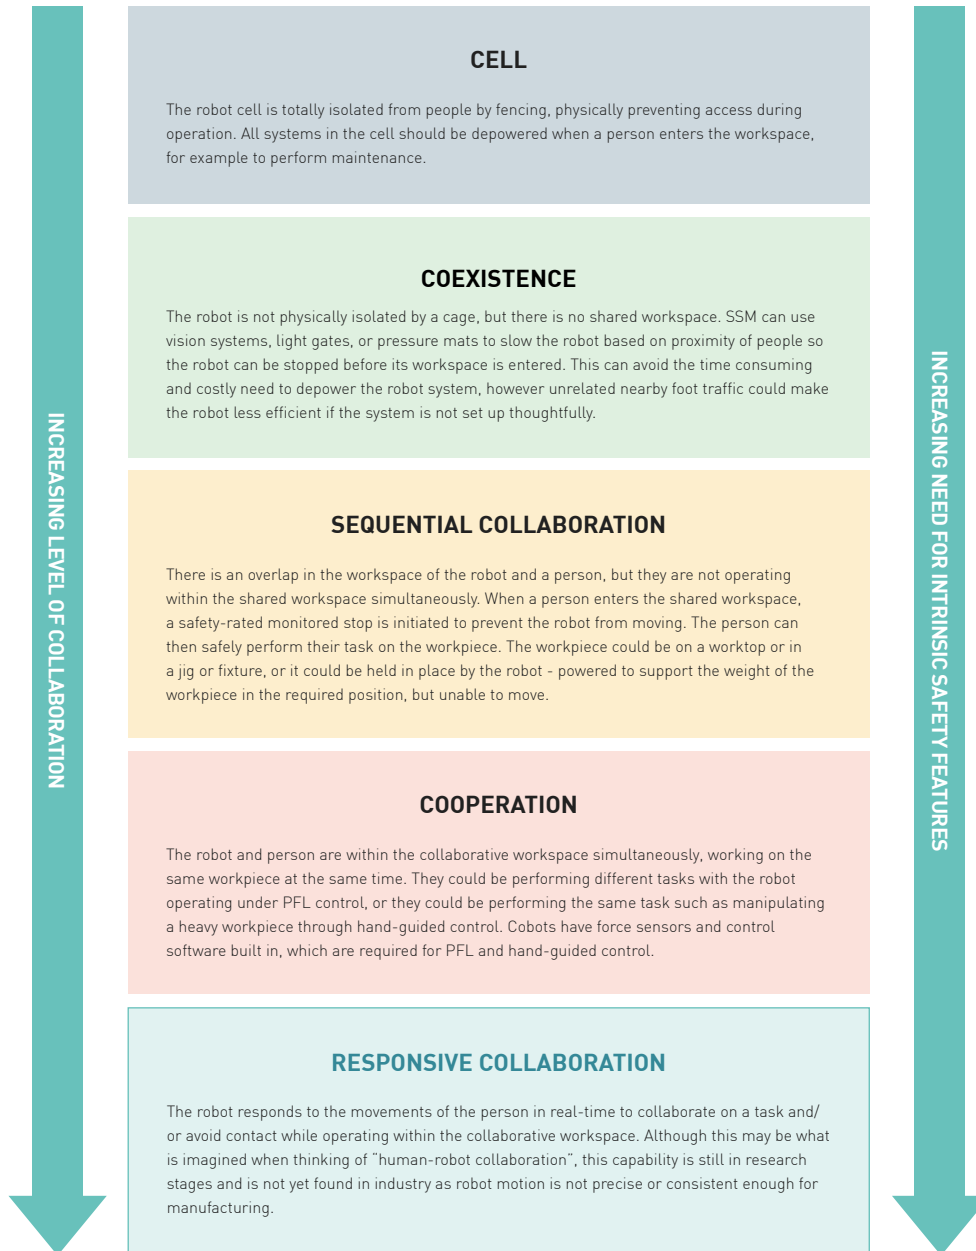 CELL
The robot cell is totally isolated from people by fencing, physically preventing access during
operation. All systems in the cell should be depowered when a person enters the workspace,
for example to perform maintenance.
COEXISTENCE
The robot is not physically isolated by a cage, but there is no shared workspace. SSM can use
vision systems, light gates, or pressure mats to slow the robot based on proximity of people so
the robot can be stopped before its workspace is entered. This can avoid the time consuming
and costly need to depower the robot system, however unrelated nearby foot traffic could make
the robot less efficient if the system is not set up thoughtfully.
SEQUENTIAL COLLABORATION
There is an overlap in the workspace of the robot and a person, but they are not operating
within the shared workspace simultaneously. When a person enters the shared workspace,
a safety-rated monitored stop is initiated to prevent the robot from moving. The person can
then safely perform their task on the workpiece. The workpiece could be on a worktop or in
a jig or fixture, or it could be held in place by the robot - powered to support the weight of the
workpiece in the required position, but unable to move.
COOPERATION
The robot and person are within the collaborative workspace simultaneously, working on the
same workpiece at the same time. They could be performing different tasks with the robot
operating under PFL control, or they could be performing the same task such as manipulating
a heavy workpiece through hand-guided control. Cobots have force sensors and control
software built in, which are required for PFL and hand-guided control.
RESPONSIVE COLLABORATION
The robot responds to the movements of the person in real-time to collaborate on a task and/
or avoid contact while operating within the collaborative workspace. Although this may be what
is imagined when thinking of "human-robot collaboration", this capability is still in research
stages and is not yet found in industry as robot motion is not precise or consistent enough for
manufacturing.
INCREASING LEVEL OF COLLABORATION
INCREASING NEED FOR INTRINSIC SAFETY FEATURES